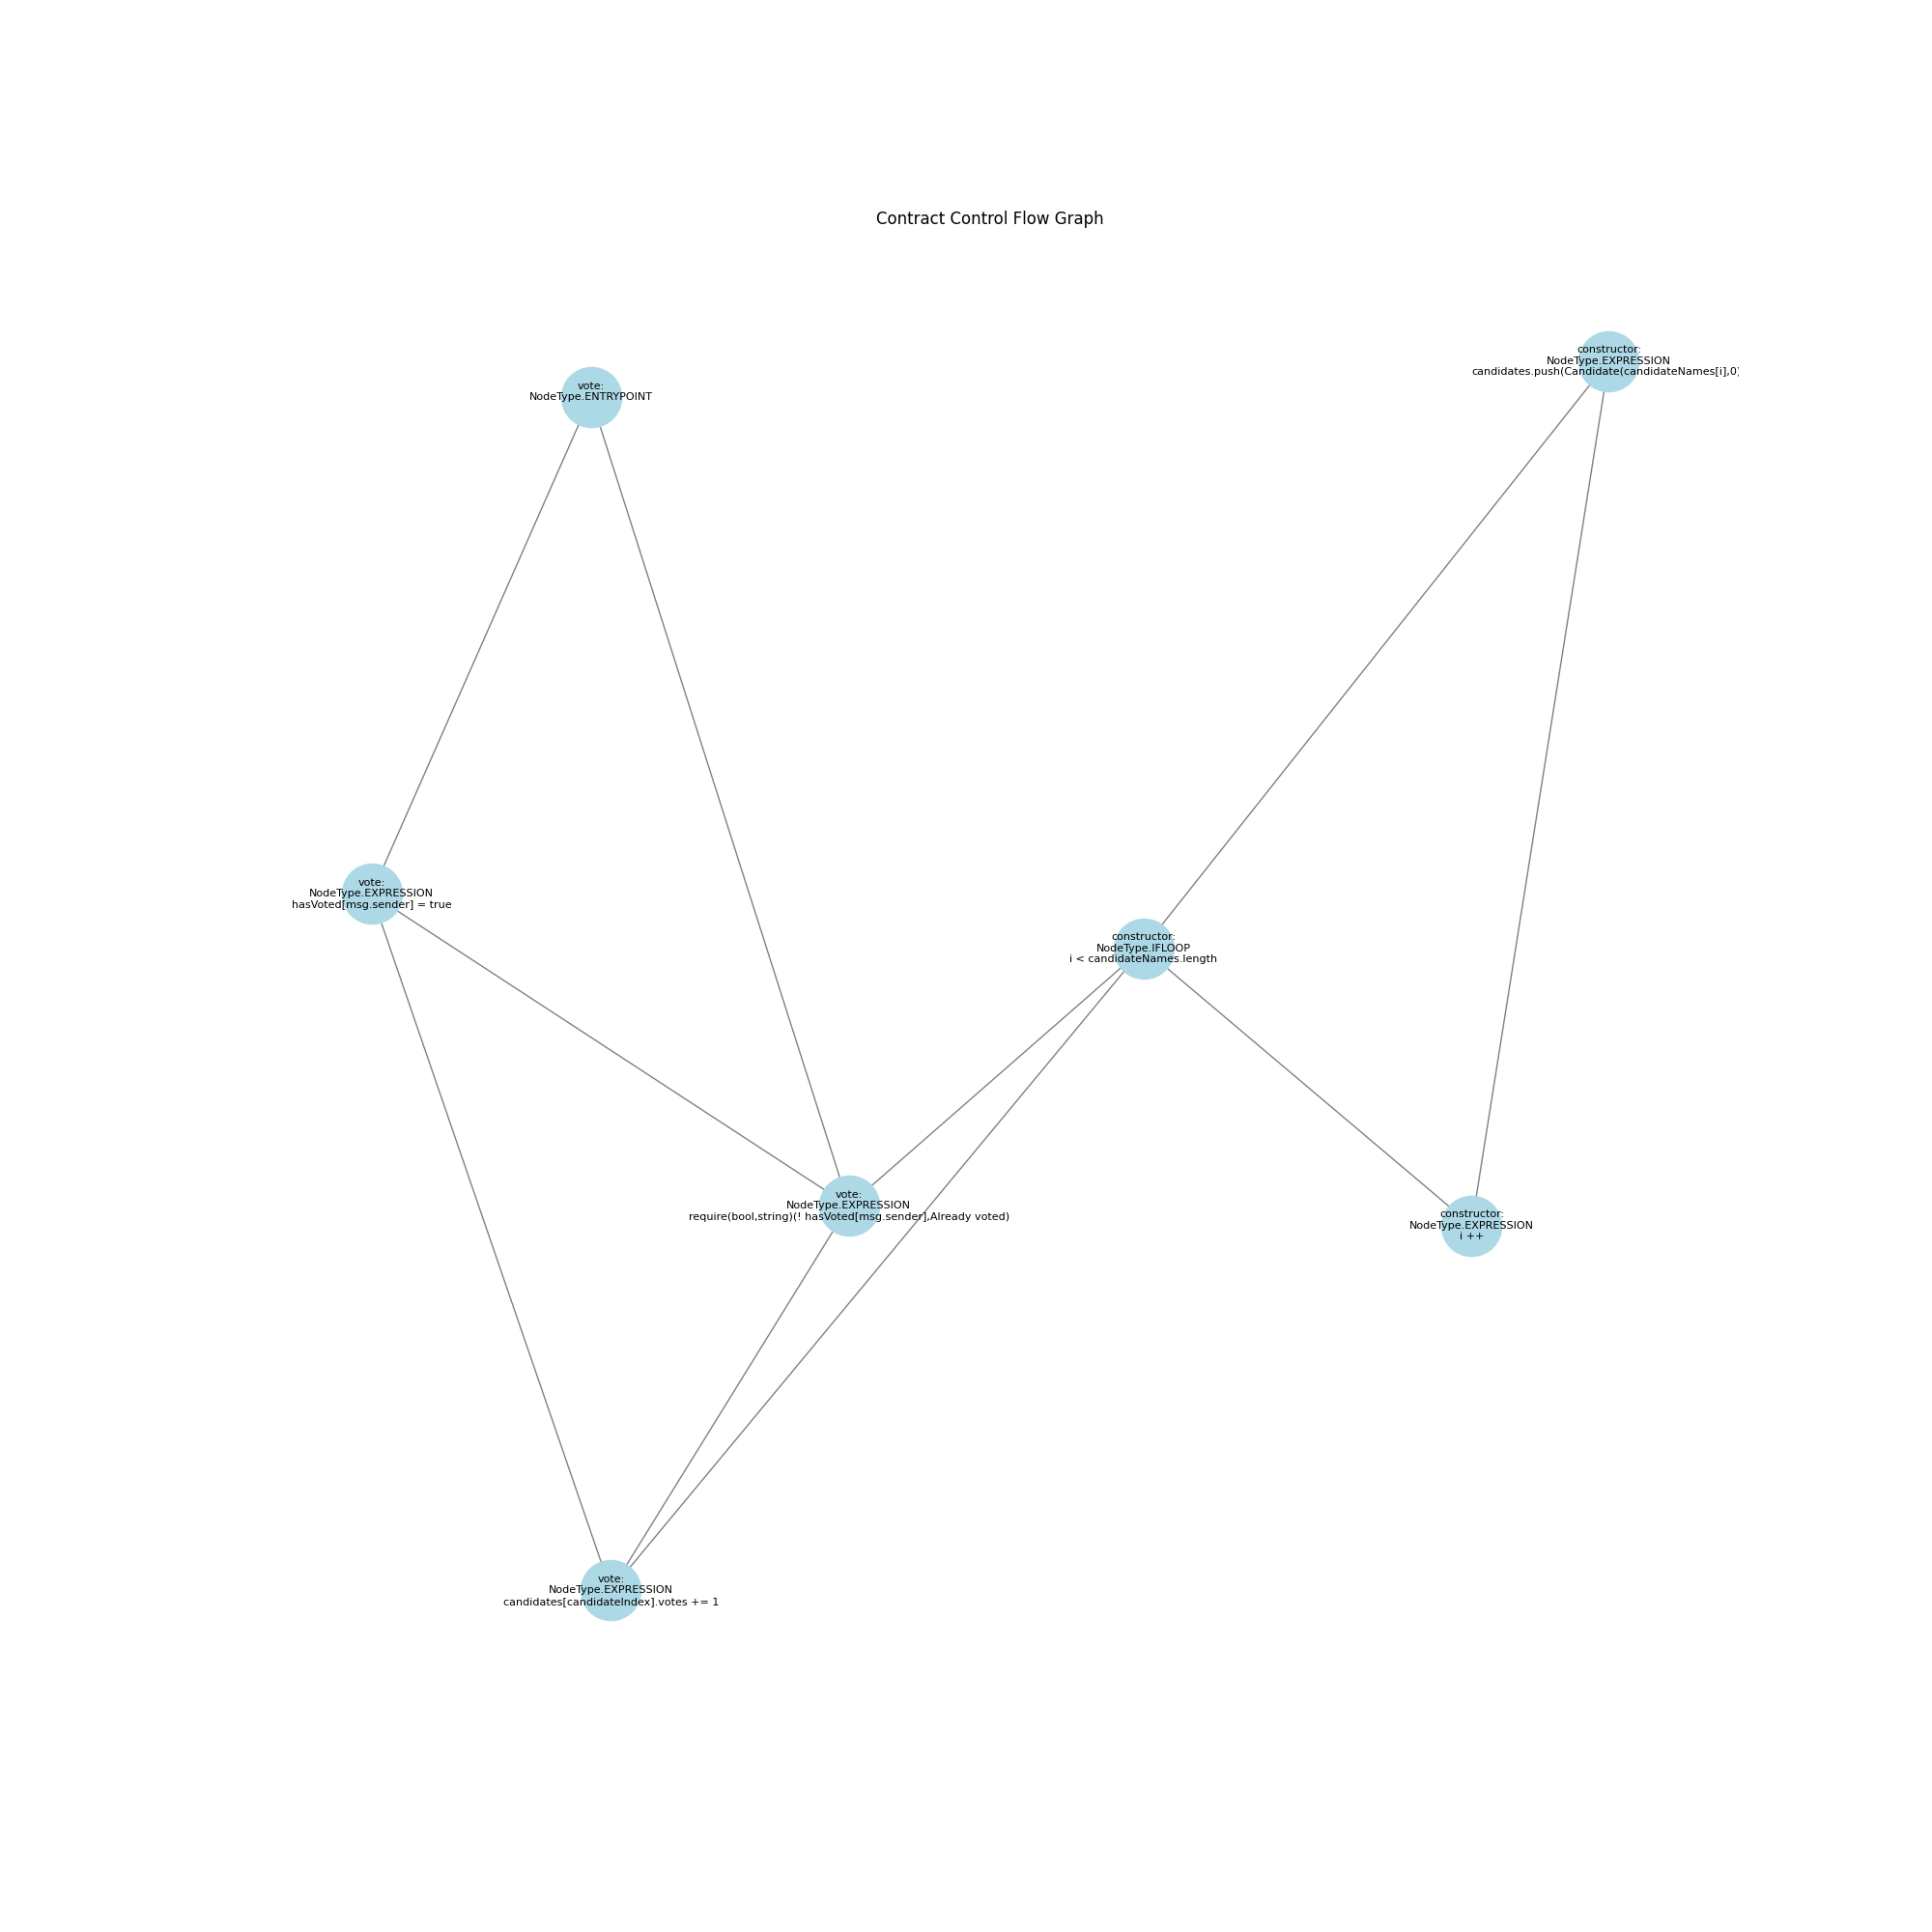 Contract Control Flow Graph
constructor:
NodeType.EXPRESSION
candidates.push(Candidate(candidateNames[i],0)
vote:
NodeType.ENTRYPOINT
vote:
NodeType.EXPRESSION
hasVoted[msg.sender] = true
constructor:
NodeType.IFLOOP
i < candidateNames.length
vote:
NodeType.EXPRESSION
require(bool,string)(! hasVoted[msg.sender],Already voted)
constructor:
NodeType.EXPRESSION
i ++
vote:
NodeType.EXPRESSION
candidates[candidateIndex].votes += 1